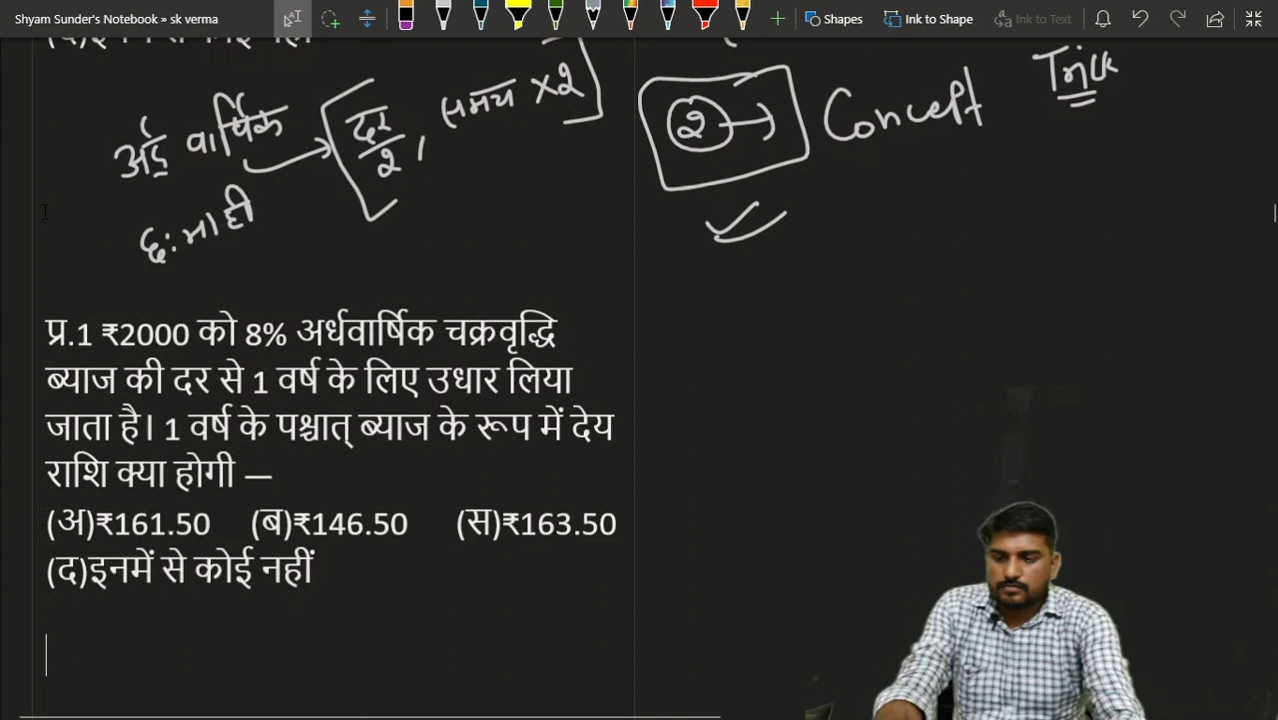 Shyam Sunder's Notebook » sk verma
Shapes
Ink to Shape
Ink to Text
अर्द्ध वार्षिक
दर/2, समय ×2
छ: माही
2 → Concept
Trick
प्र.1 ₹2000 को 8% अर्धवार्षिक चक्रवृद्धि
ब्याज की दर से 1 वर्ष के लिए उधार लिया
जाता है। 1 वर्ष के पश्चात् ब्याज के रूप में देय
राशि क्या होगी —
(अ)₹161.50 (ब)₹146.50 (स)₹163.50
(द)इनमें से कोई नहीं